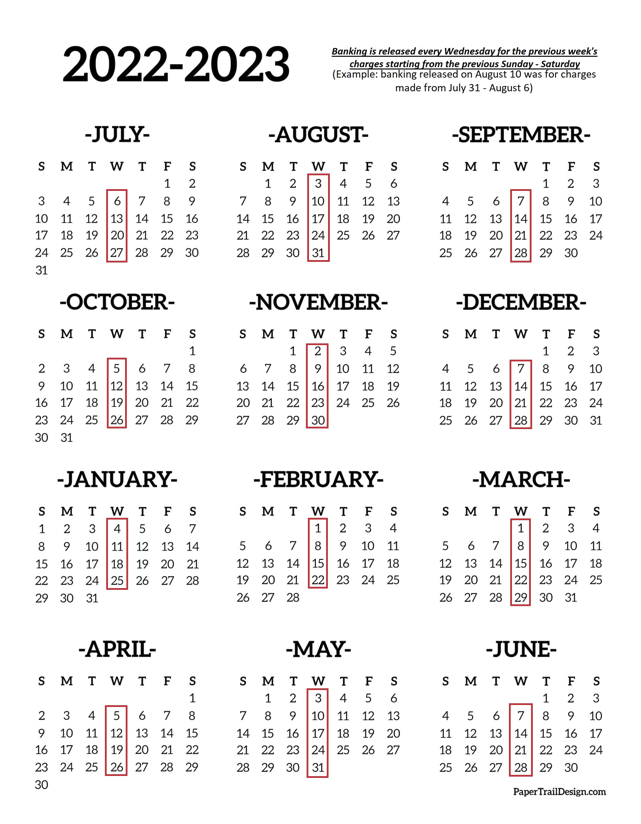 2022-2023
Banking is released every Wednesday for the previous week's
charges starting from the previous Sunday - Saturday
(Example: banking released on August 10 was for charges
made from July 31 - August 6)
-JULY-
S M T W T F S
1 2
3 4 5 6 7 8 9
10 11 12 13 14 15 16
17 18 19 20 21 22 23
24 25 26 27 28 29 30
31
-AUGUST-
S M T W T F S
1 2 3 4 5 6
7 8 9 10 11 12 13
14 15 16 17 18 19 20
21 22 23 24 25 26 27
28 29 30 31
-SEPTEMBER-
S M T W T F S
1 2 3
4 5 6 7 8 9 10
11 12 13 14 15 16 17
18 19 20 21 22 23 24
25 26 27 28 29 30
-OCTOBER-
S M T W T F S
1
2 3 4 5 6 7 8
9 10 11 12 13 14 15
16 17 18 19 20 21 22
23 24 25 26 27 28 29
30 31
-NOVEMBER-
S M T W T F S
1 2 3 4 5
6 7 8 9 10 11 12
13 14 15 16 17 18 19
20 21 22 23 24 25 26
27 28 29 30
-DECEMBER-
S M T W T F S
1 2 3
4 5 6 7 8 9 10
11 12 13 14 15 16 17
18 19 20 21 22 23 24
25 26 27 28 29 30 31
-JANUARY-
S M T W T F S
1 2 3 4 5 6 7
8 9 10 11 12 13 14
15 16 17 18 19 20 21
22 23 24 25 26 27 28
29 30 31
-FEBRUARY-
S M T W T F S
1 2 3 4
5 6 7 8 9 10 11
12 13 14 15 16 17 18
19 20 21 22 23 24 25
26 27 28
-MARCH-
S M T W T F S
1 2 3 4
5 6 7 8 9 10 11
12 13 14 15 16 17 18
19 20 21 22 23 24 25
26 27 28 29 30 31
-APRIL-
S M T W T F S
1
2 3 4 5 6 7 8
9 10 11 12 13 14 15
16 17 18 19 20 21 22
23 24 25 26 27 28 29
30
-MAY-
S M T W T F S
1 2 3 4 5 6
7 8 9 10 11 12 13
14 15 16 17 18 19 20
21 22 23 24 25 26 27
28 29 30 31
-JUNE-
S M T W T F S
1 2 3
4 5 6 7 8 9 10
11 12 13 14 15 16 17
18 19 20 21 22 23 24
25 26 27 28 29 30
PaperTrailDesign.com